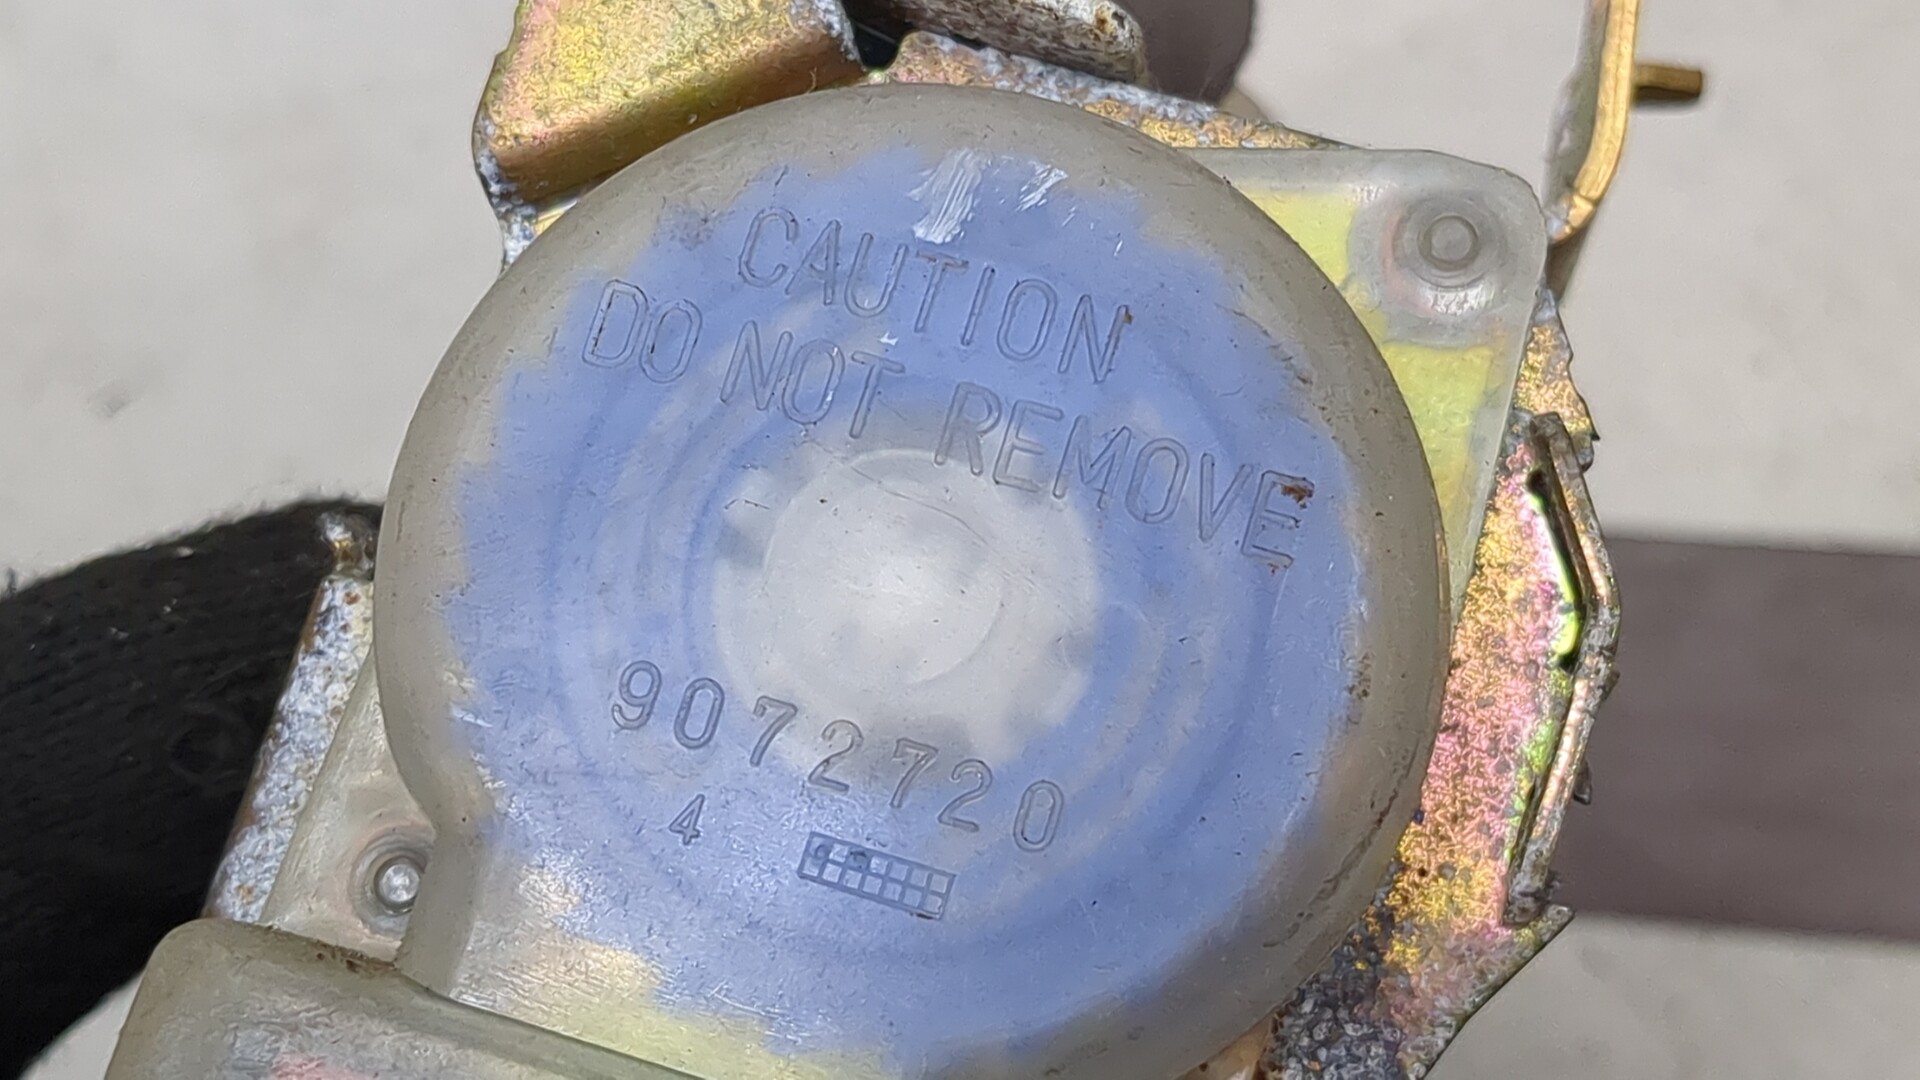 CAUTION
DO NOT REMOVE
9072720
4